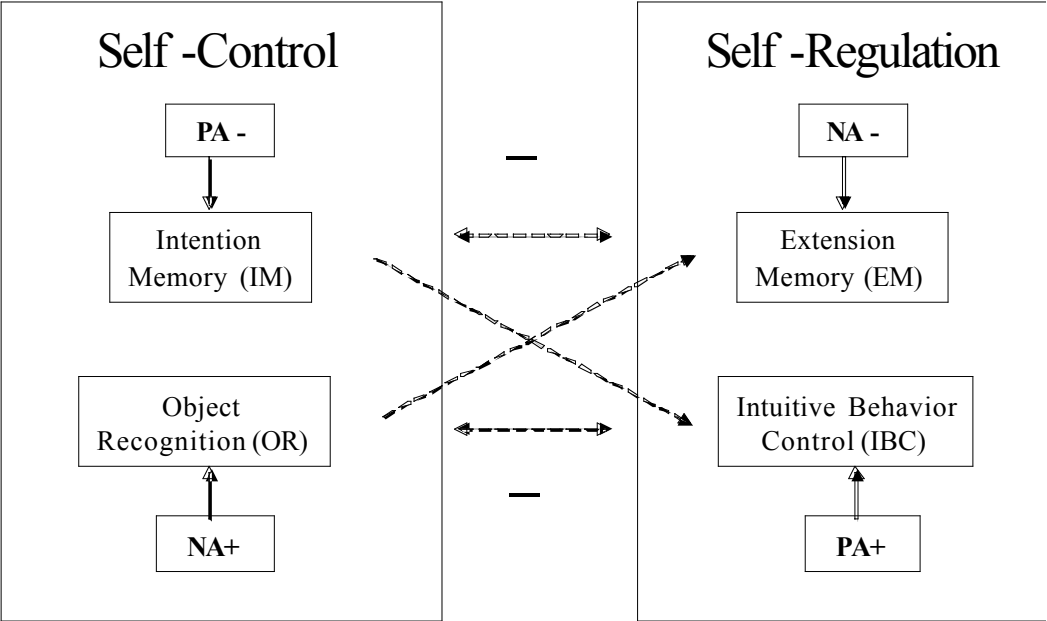 Self -Control
PA -
Intention
Memory (IM)
Object
Recognition (OR)
NA+
—
—
Self -Regulation
NA -
Extension
Memory (EM)
Intuitive Behavior
Control (IBC)
PA+